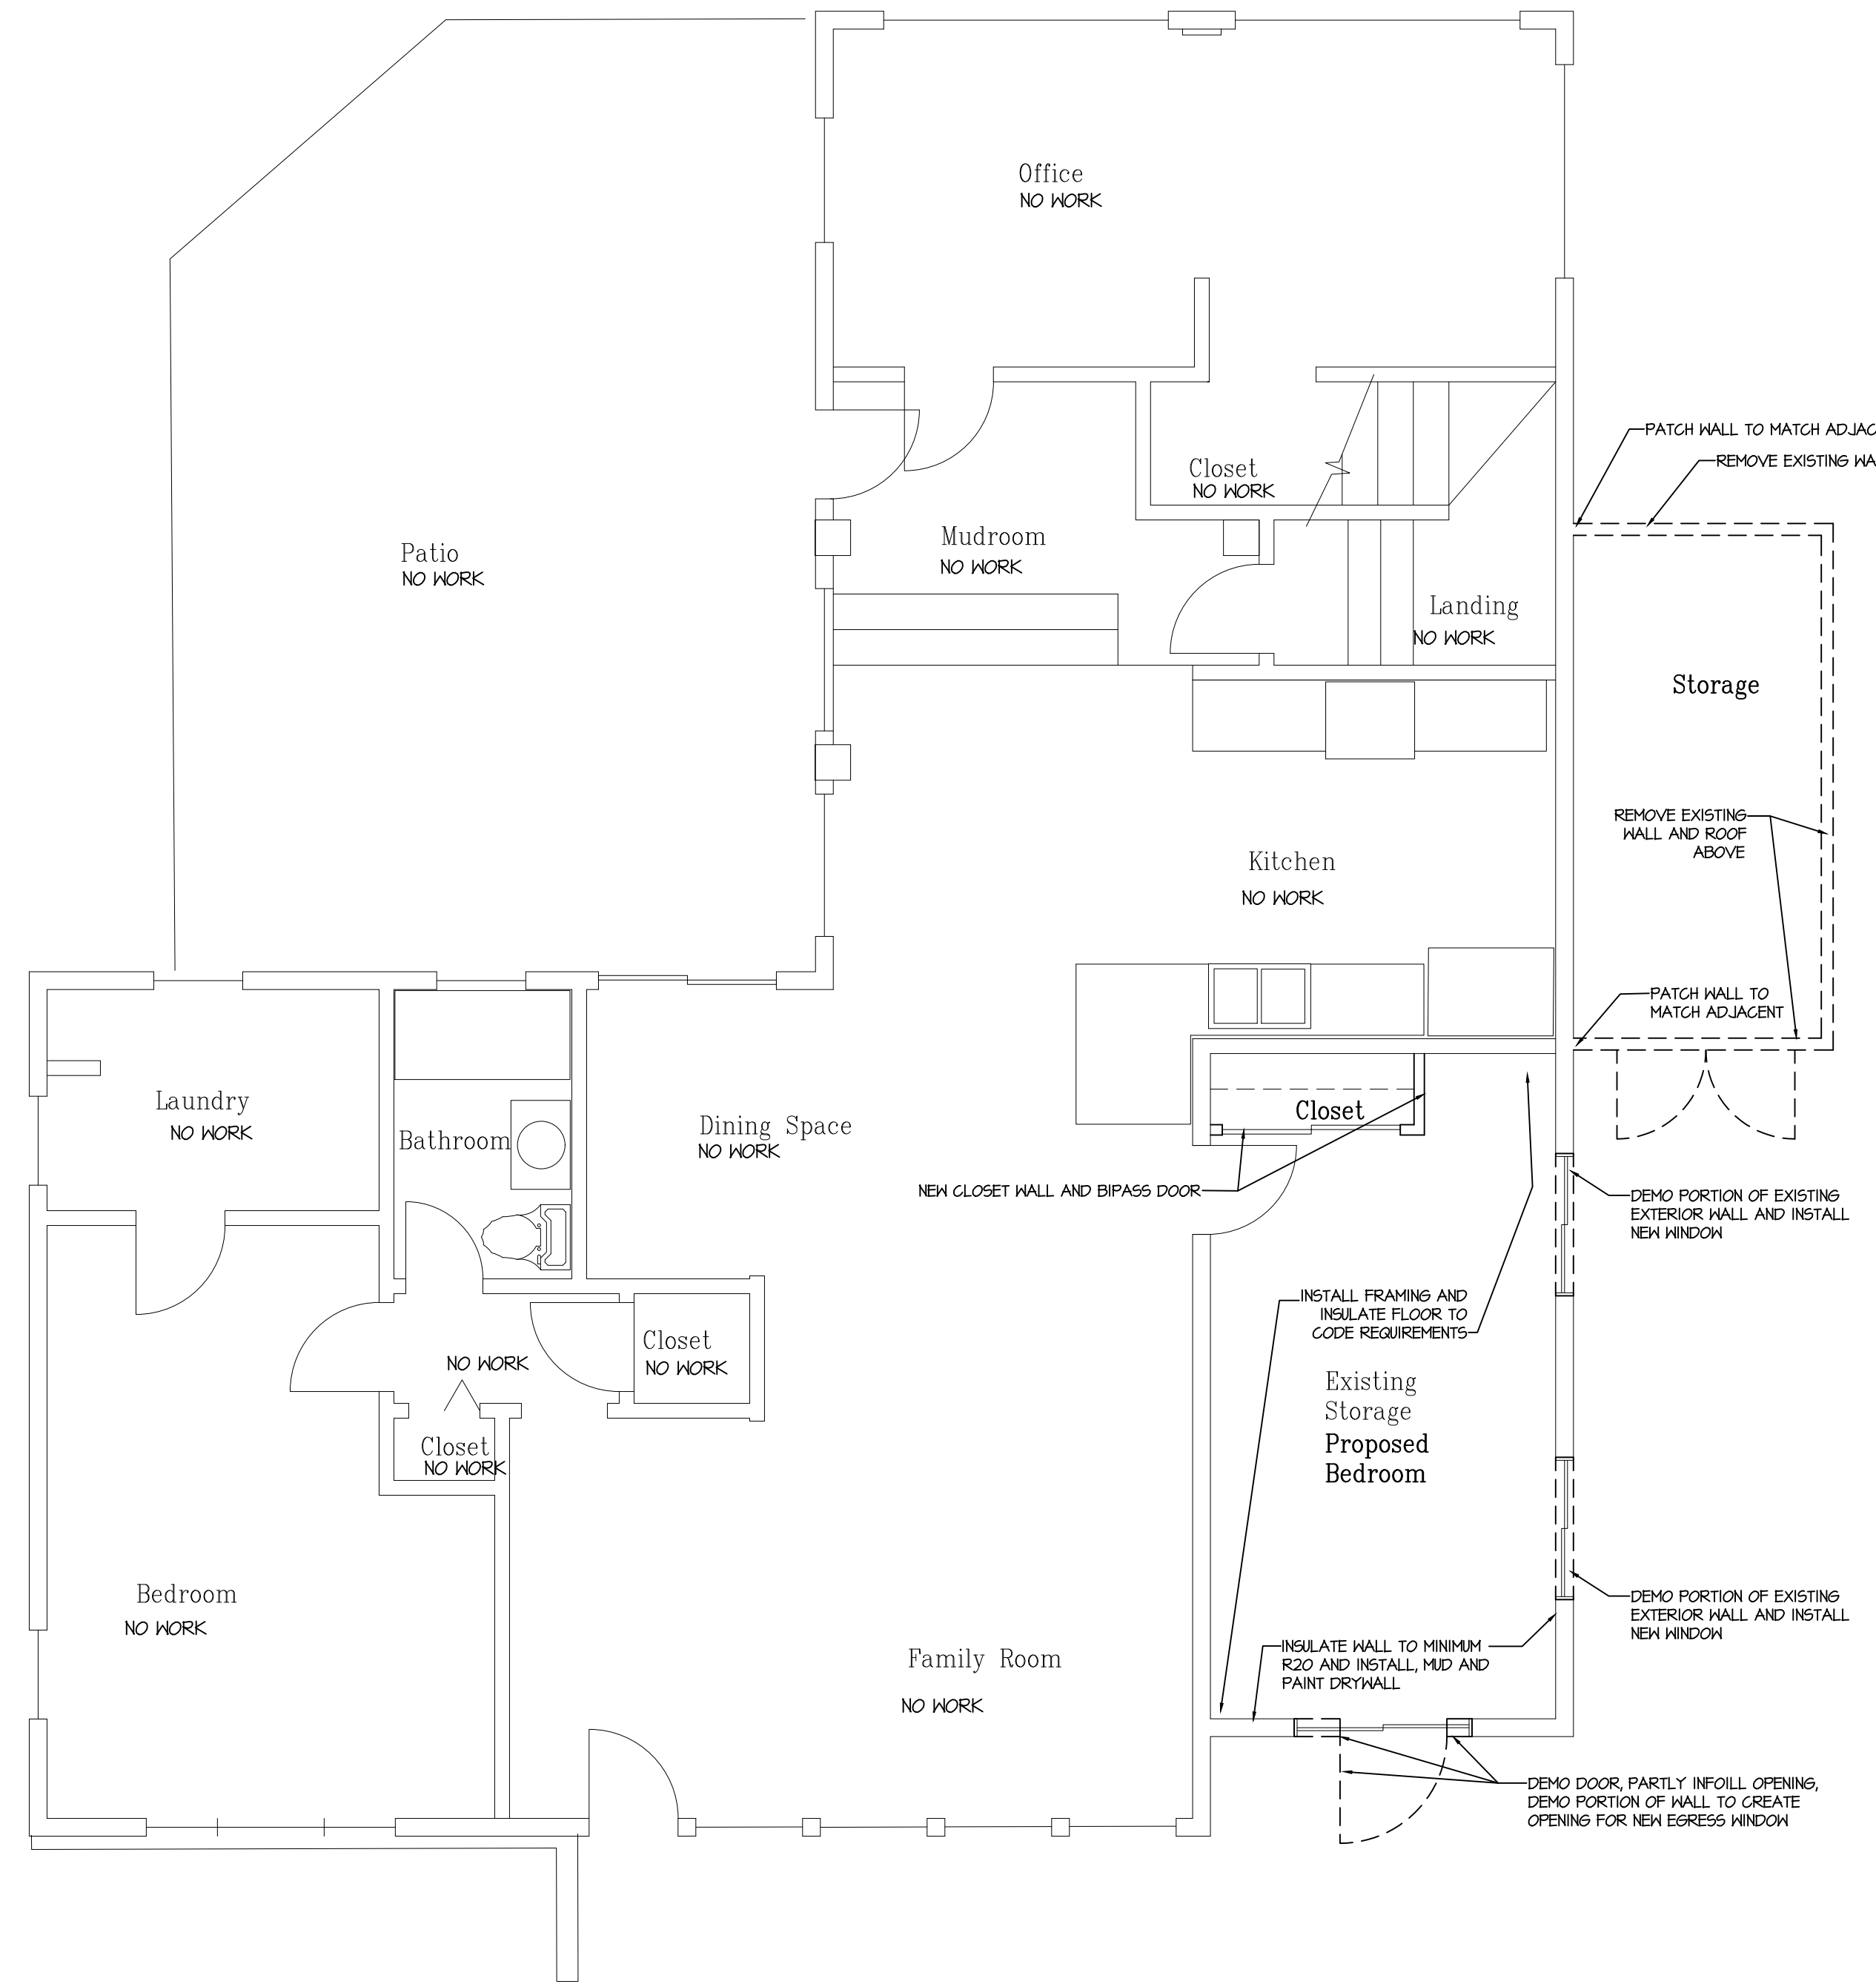 Office
NO WORK
PATCH WALL TO MATCH ADJAC
REMOVE EXISTING WA
Closet
NO WORK
Mudroom
NO WORK
Patio
NO WORK
Landing
NO WORK
Storage
REMOVE EXISTING
WALL AND ROOF
ABOVE
Kitchen
NO WORK
PATCH WALL TO
MATCH ADJACENT
Laundry
NO WORK
Bathroom
Dining Space
NO WORK
Closet
NEW CLOSET WALL AND BIPASS DOOR
DEMO PORTION OF EXISTING
EXTERIOR WALL AND INSTALL
NEW WINDOW
INSTALL FRAMING AND
INSULATE FLOOR TO
CODE REQUIREMENTS
Closet
NO WORK
NO WORK
Existing
Storage
Proposed
Bedroom
Closet
NO WORK
Bedroom
NO WORK
DEMO PORTION OF EXISTING
EXTERIOR WALL AND INSTALL
NEW WINDOW
Family Room
NO WORK
INSULATE WALL TO MINIMUM
R20 AND INSTALL, MUD AND
PAINT DRYWALL
DEMO DOOR, PARTLY INFOILL OPENING,
DEMO PORTION OF WALL TO CREATE
OPENING FOR NEW EGRESS WINDOW